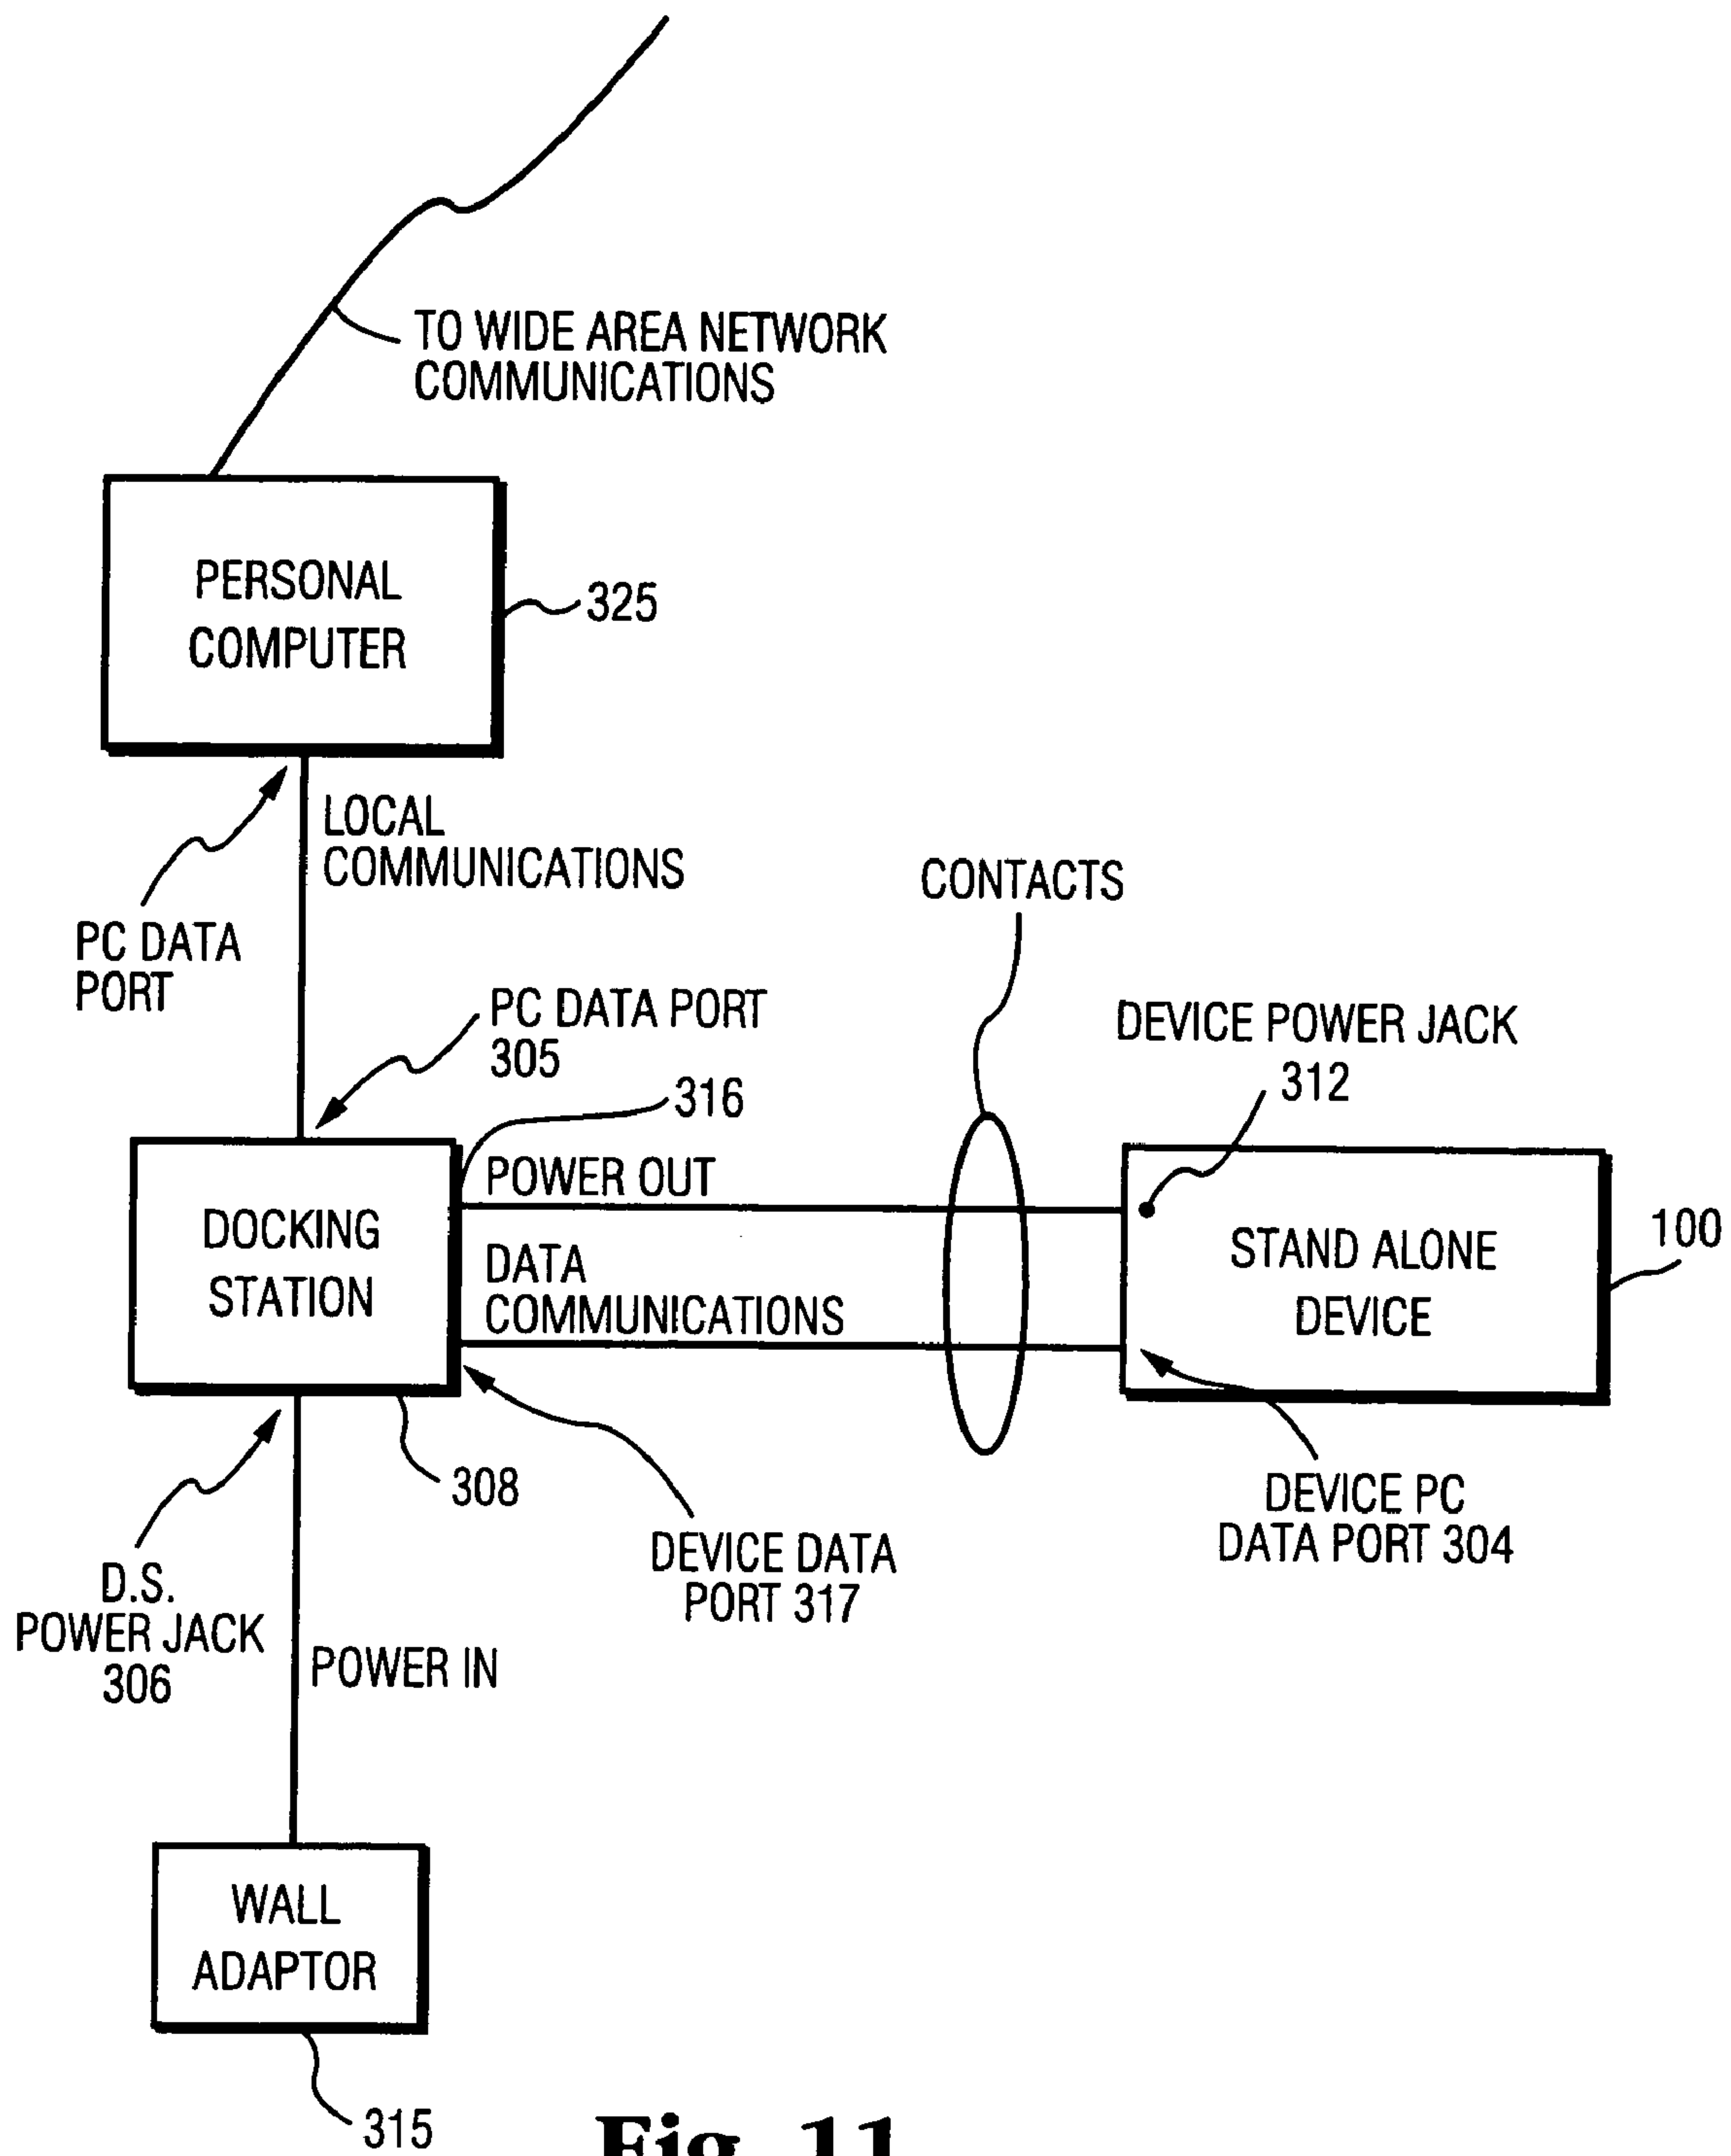 TO WIDE AREA NETWORK
COMMUNICATIONS
PERSONAL
COMPUTER
325
LOCAL
COMMUNICATIONS
PC DATA
PORT
CONTACTS
PC DATA PORT
305
316
DEVICE POWER JACK
312
POWER OUT
DOCKING
STATION
DATA
COMMUNICATIONS
STAND ALONE
DEVICE
100
308
DEVICE DATA
PORT 317
DEVICE PC
DATA PORT 304
D.S.
POWER JACK
306
POWER IN
WALL
ADAPTOR
315
Fig. 11